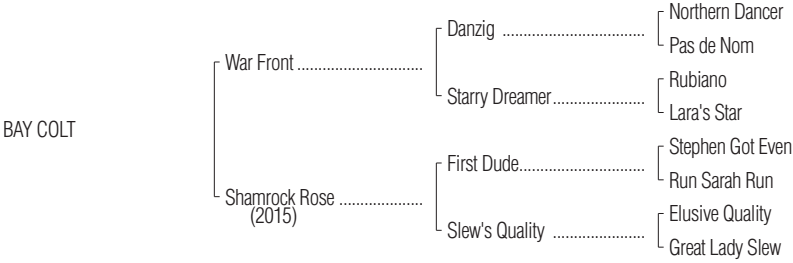 Northern Dancer
Danzig ..................................
Pas de Nom
War Front ..............................
Rubiano
Starry Dreamer......................
Lara's Star
BAY COLT
Stephen Got Even
First Dude..............................
Run Sarah Run
Shamrock Rose ....................
(2015)
Elusive Quality
Slew's Quality ......................
Great Lady Slew